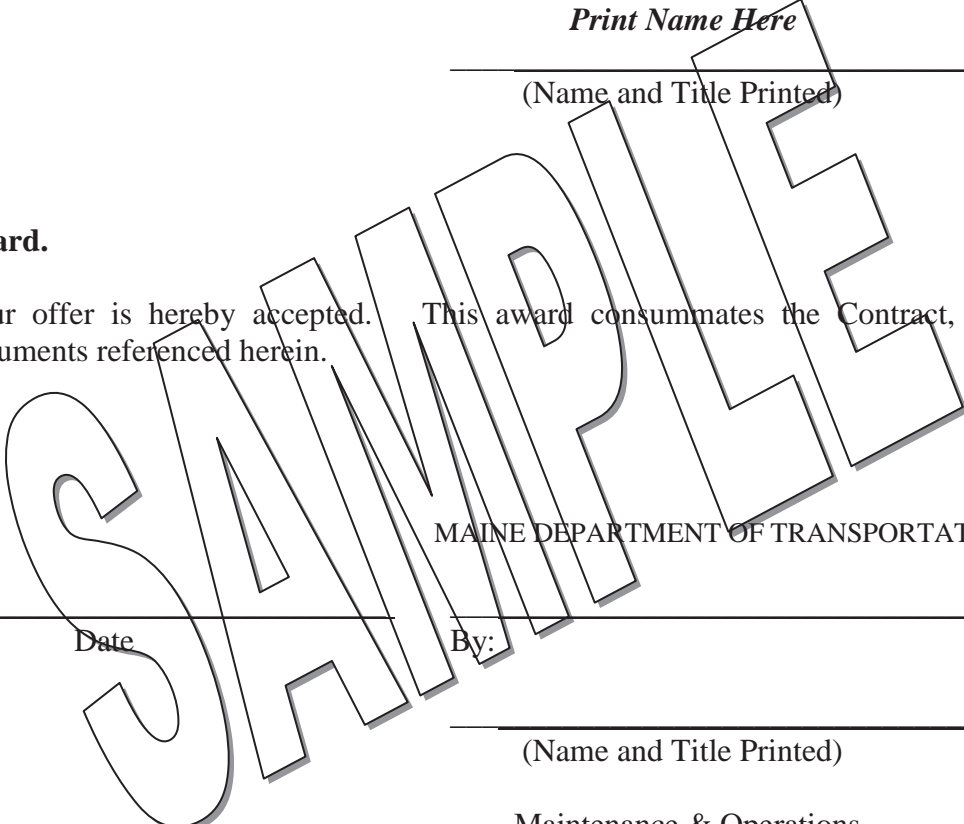 Print Name Here
(Name and Title Printed)
ard.
ur offer is hereby accepted. This award consummates the Contract,
uments referenced herein.
SAMPLE
MAINE DEPARTMENT OF TRANSPORTAT
Date By:
(Name and Title Printed)
Maintenance & Operations